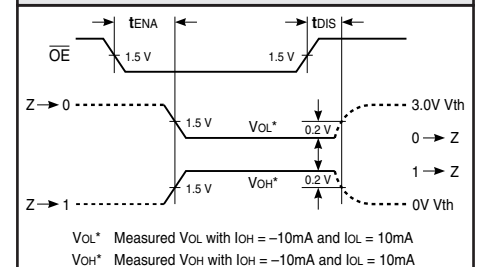 tENA tDIS
OE 1.5 V 1.5 V
Z 0 1.5 V VOL* 0.2 V 3.0V Vth
0 Z
1 Z
Z 1 1.5 V VOH* 0.2 V 0V Vth
VOL* Measured VOL with IOH = –10mA and IOL = 10mA
VOH* Measured VOH with IOH = –10mA and IOL = 10mA